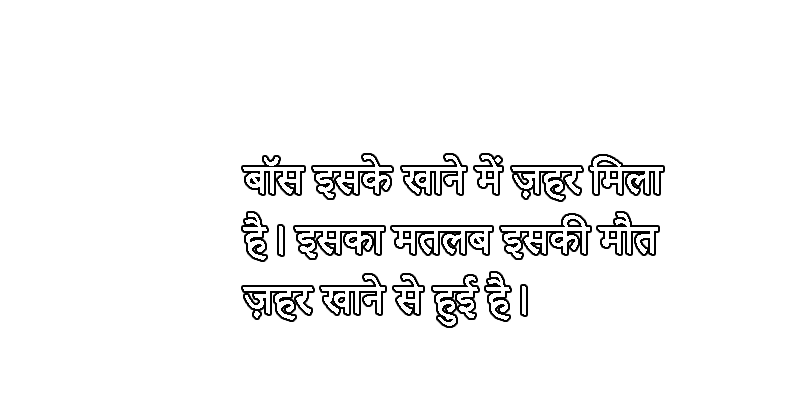 बॉस इसके खाने में ज़हर मिला
है। इसका मतलब इसकी मौत
ज़हर खाने से हुई है।